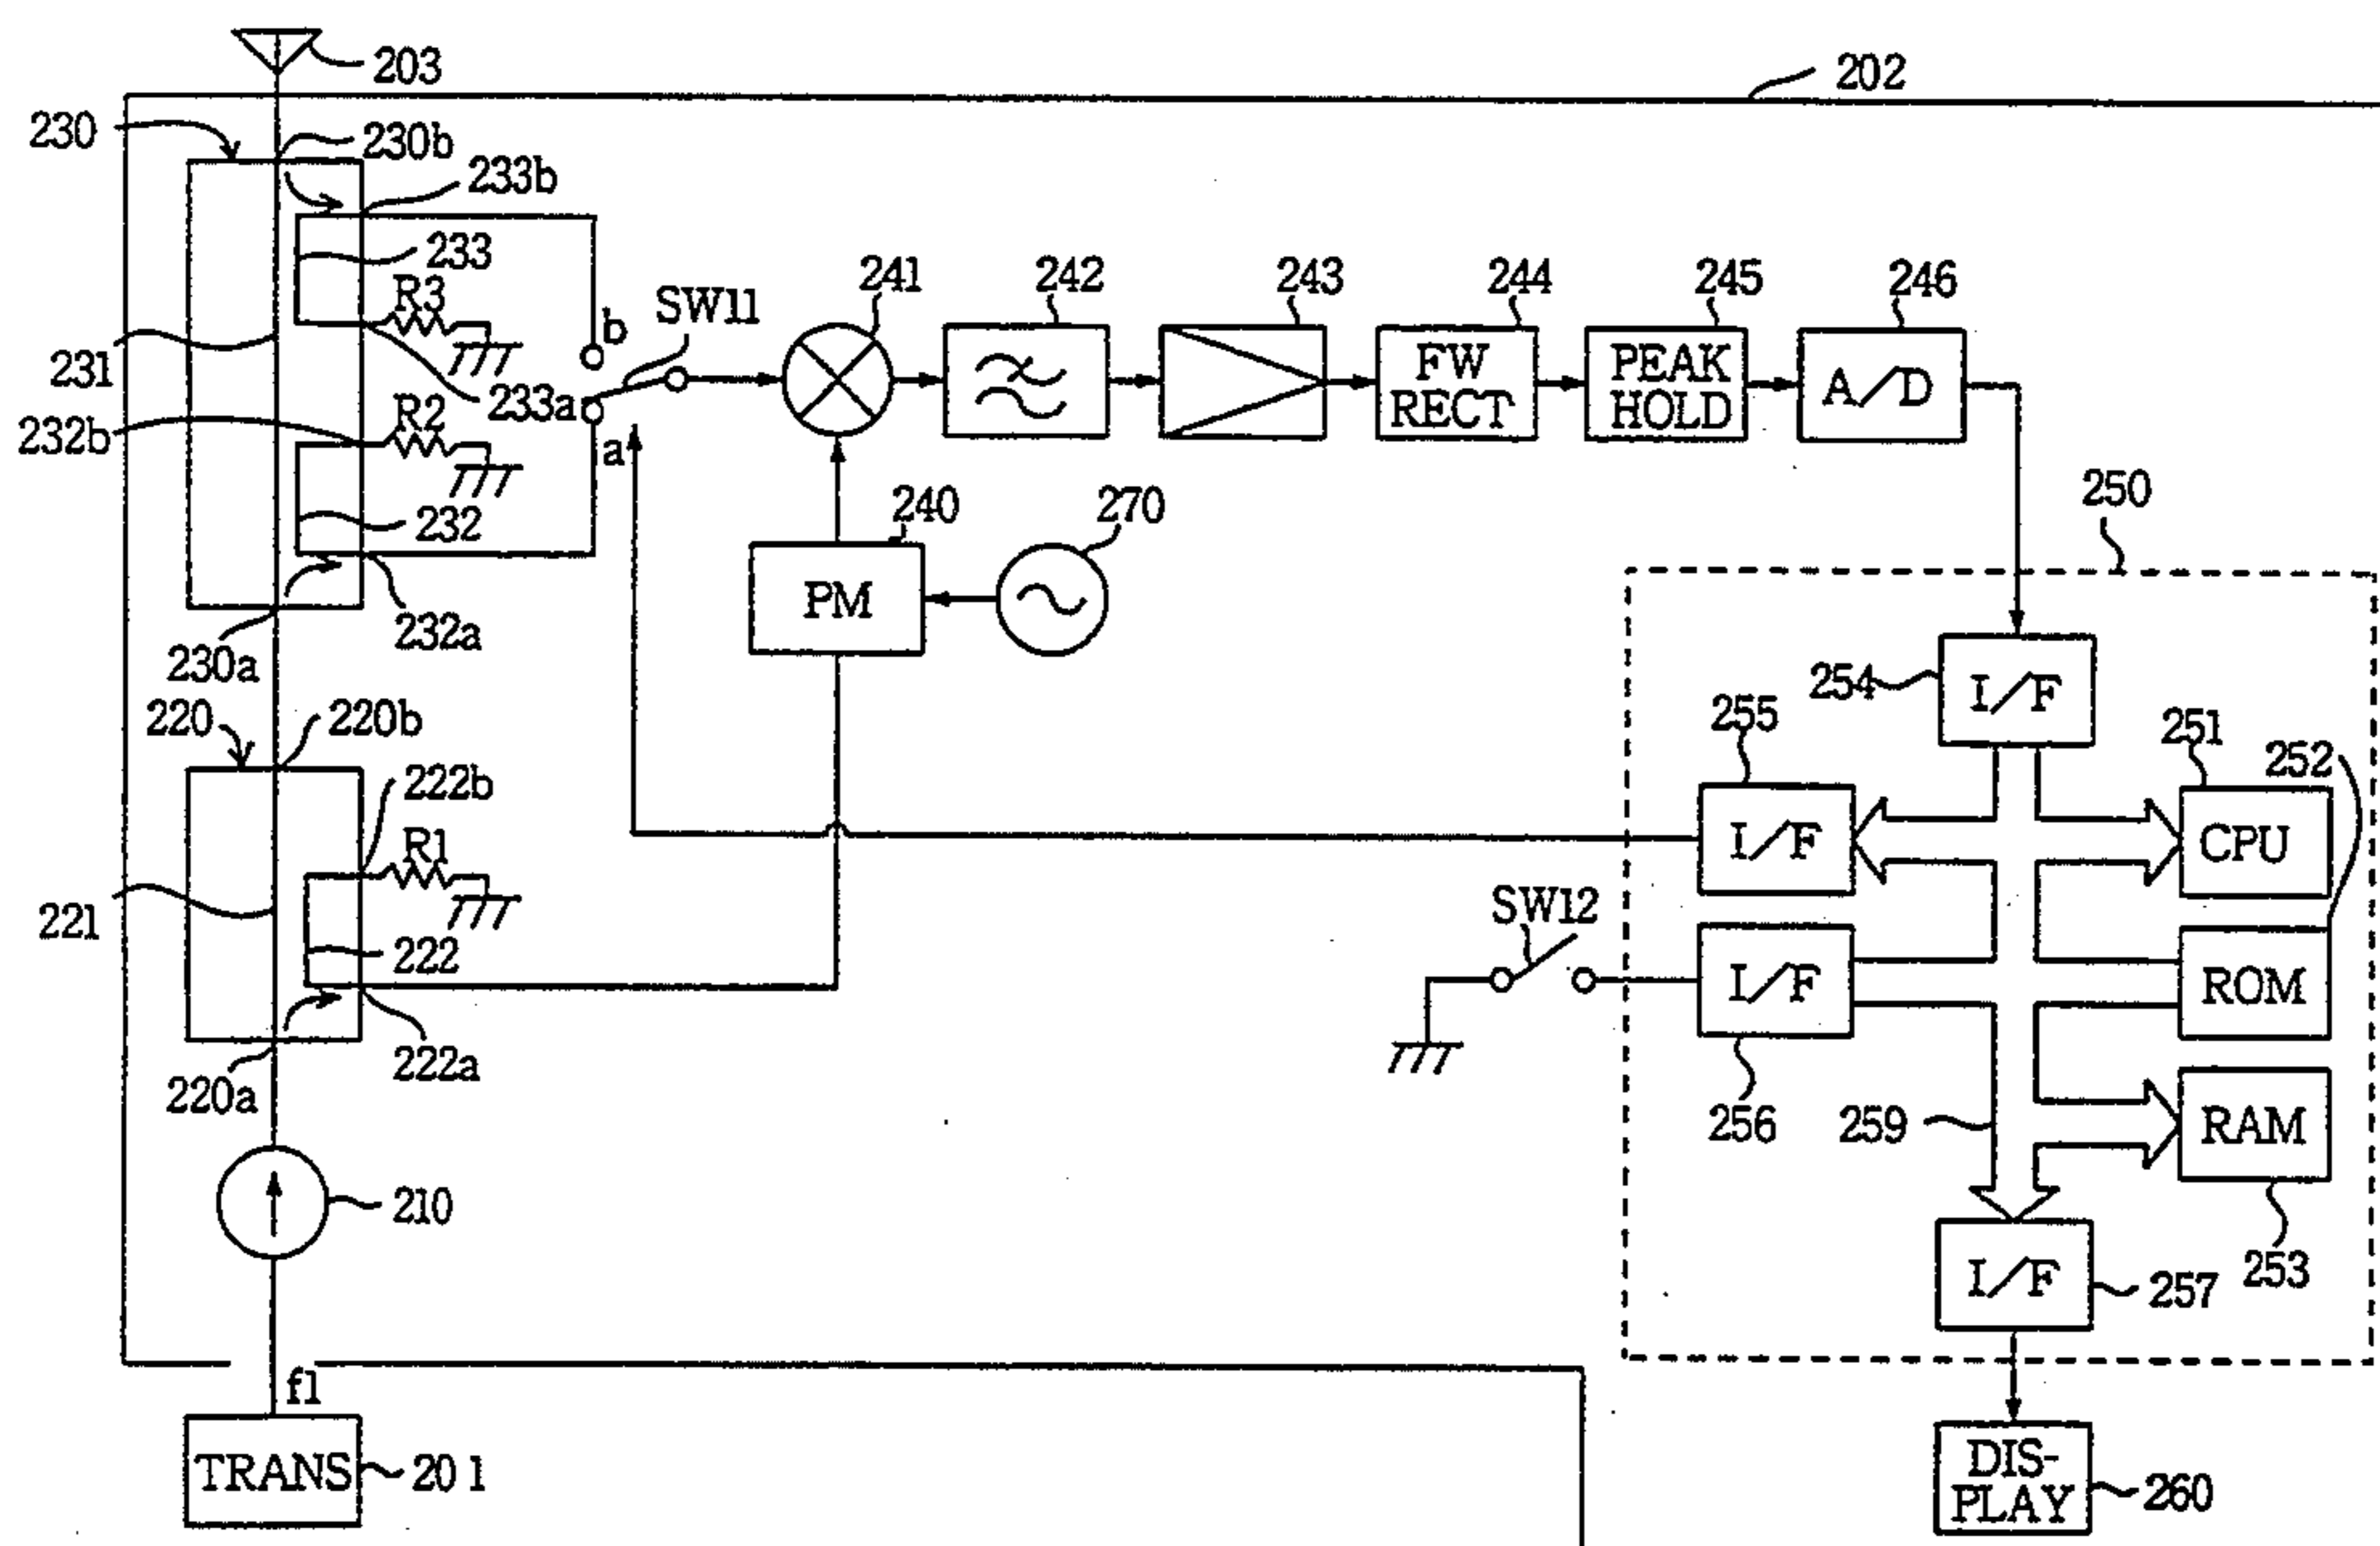 203
202
230
230b
233b
233
R3
231
SW11
b
241
242
243
244
245
246
FW
RECT
PEAK
HOLD
A/D
233a
R2
232b
a
250
232
240
270
PM
232a
230a
254
I/F
220
220b
255
251
252
222b
R1
I/F
CPU
221
SW12
222
I/F
ROM
222a
220a
256
259
RAM
210
253
I/F
257
f1
TRANS
201
DIS-
PLAY
260